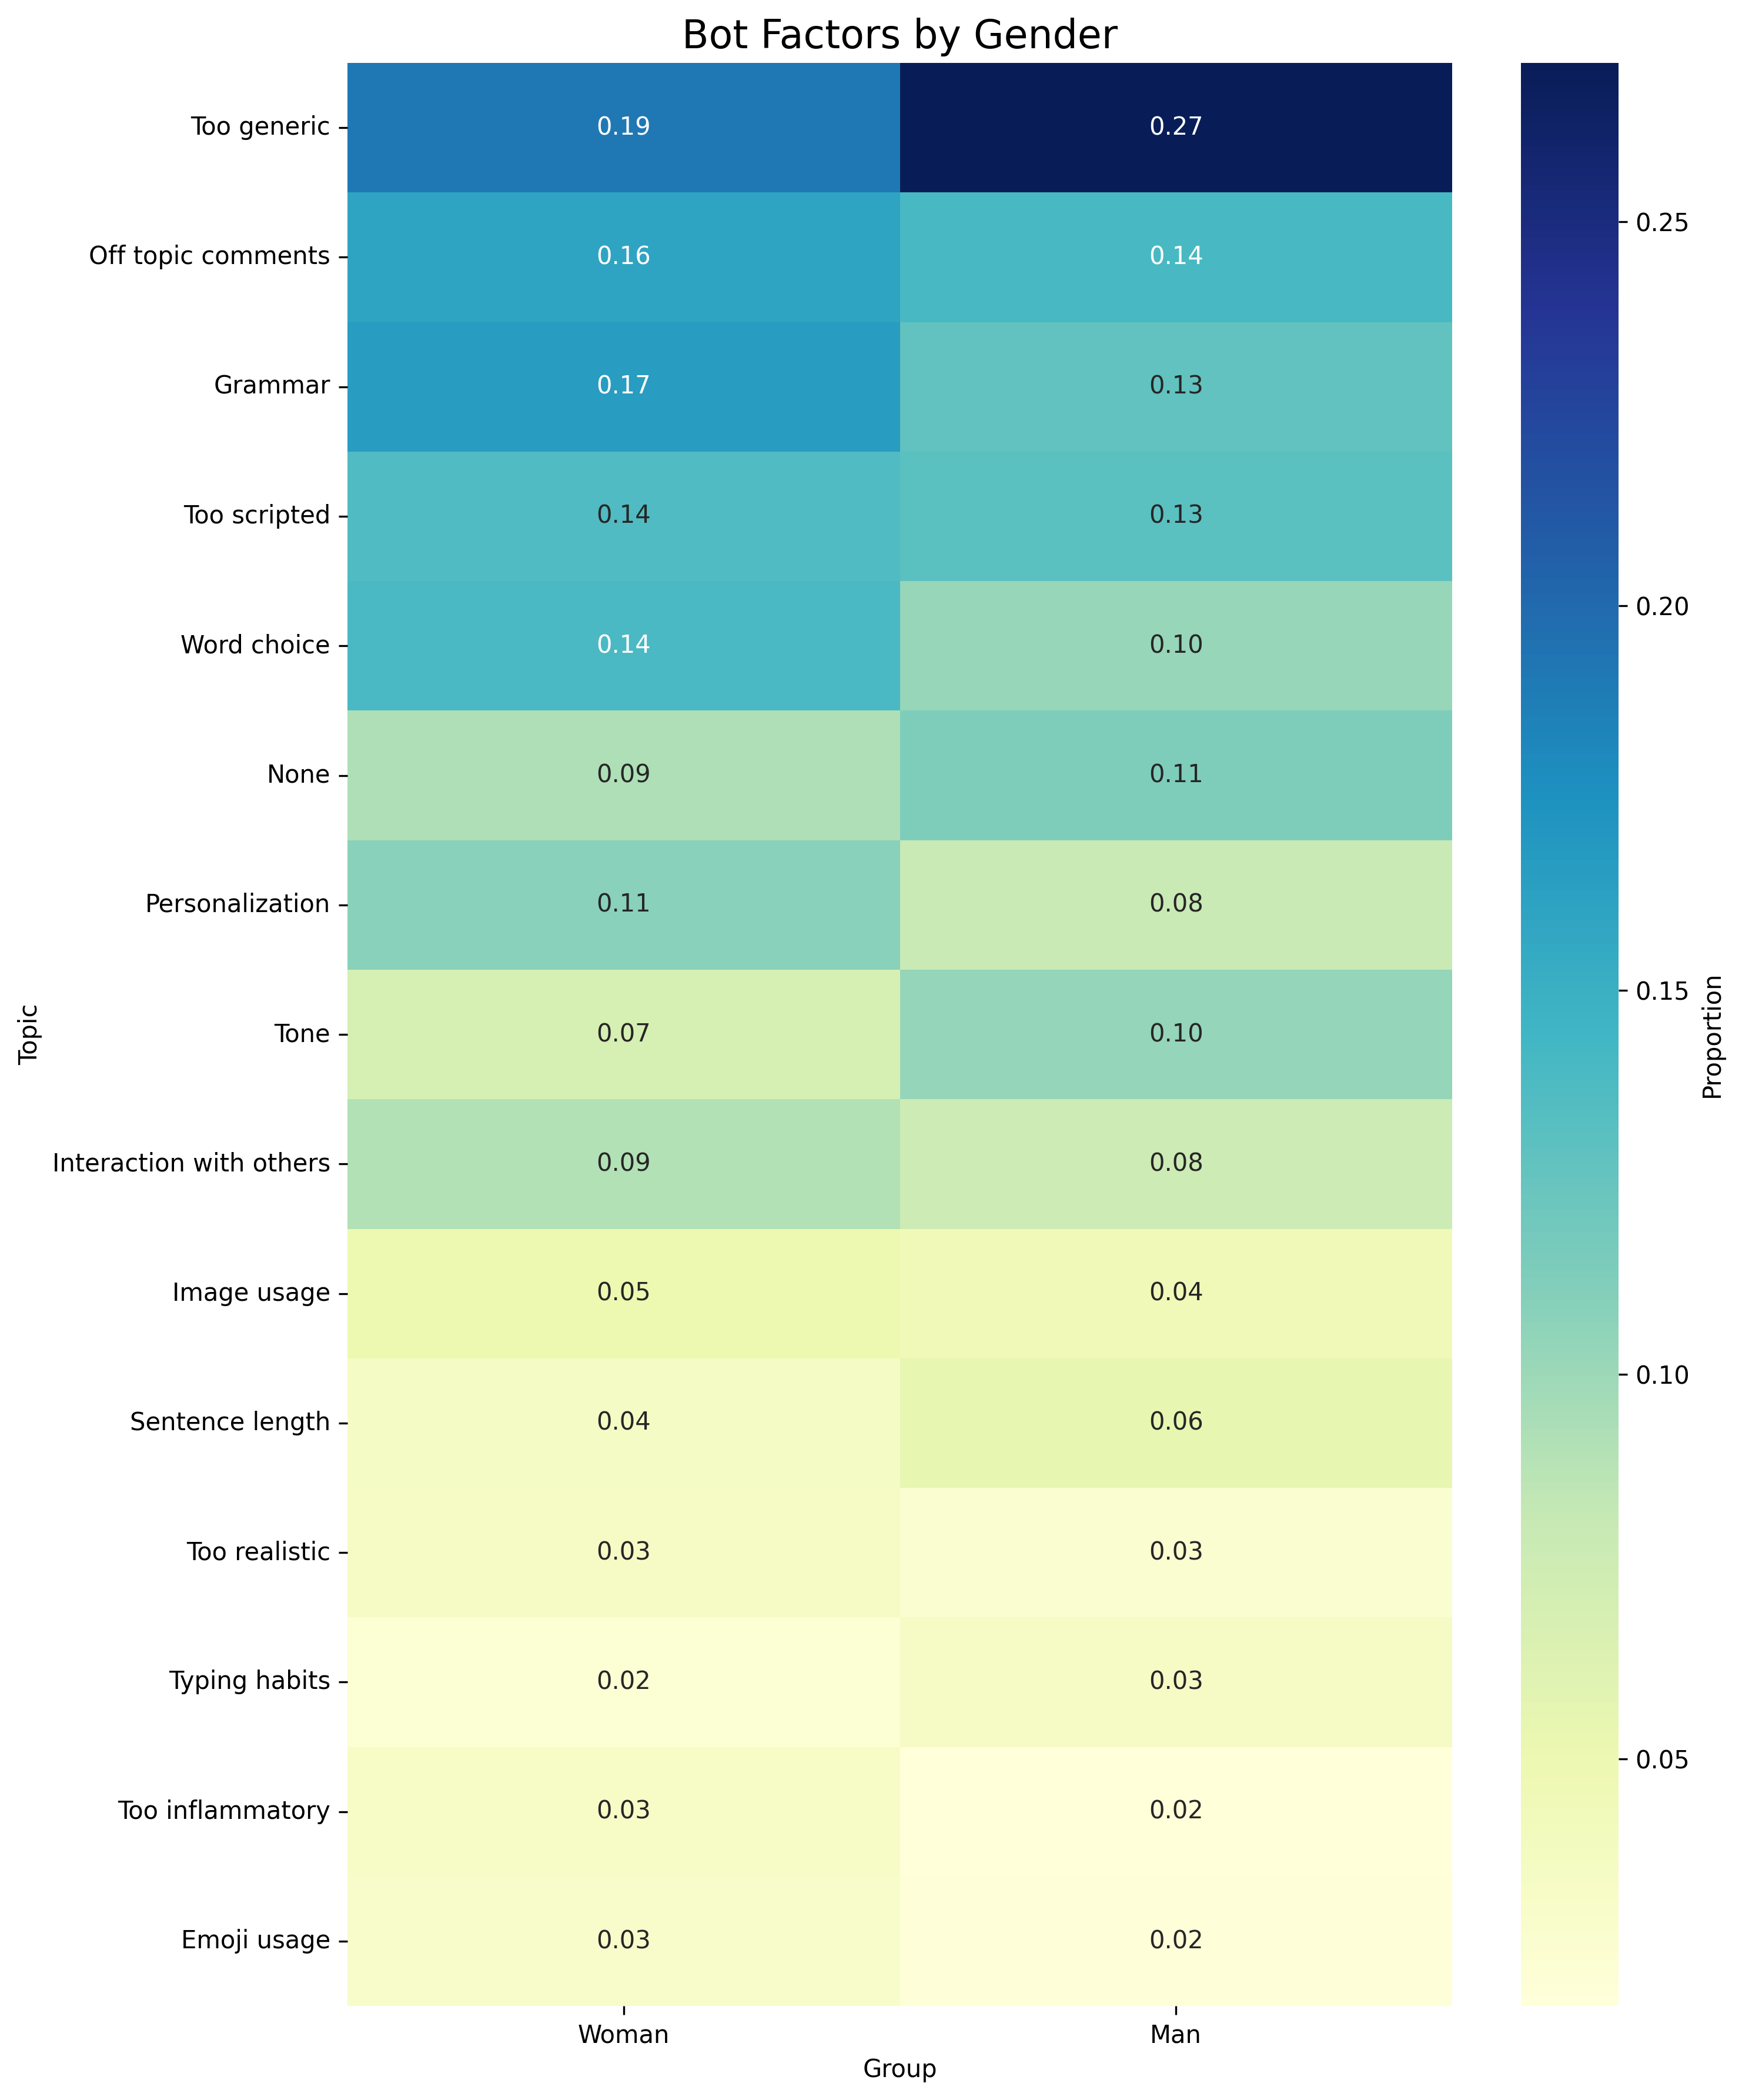 Bot Factors by Gender
Too generic 0.19 0.27
Off topic comments 0.16 0.14
Grammar 0.17 0.13
Too scripted 0.14 0.13
Word choice 0.14 0.10
None 0.09 0.11
Personalization 0.11 0.08
Tone 0.07 0.10
Interaction with others 0.09 0.08
Image usage 0.05 0.04
Sentence length 0.04 0.06
Too realistic 0.03 0.03
Typing habits 0.02 0.03
Too inflammatory 0.03 0.02
Emoji usage 0.03 0.02
Woman Man
Group
Topic
0.25
0.20
0.15
0.10
0.05
Proportion